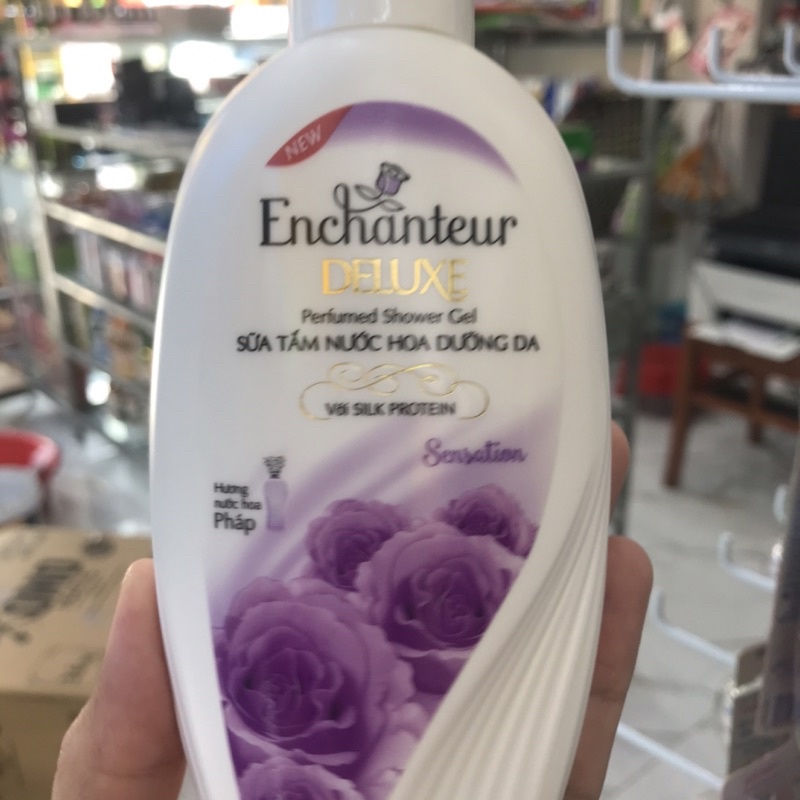 NEW
Enchanteur
DELUXE
Perfumed Shower Gel
SỮA TẮM NƯỚC HOA DƯỠNG DA
Với SILK PROTEIN
Sensation
Hương
nước hoa
Pháp